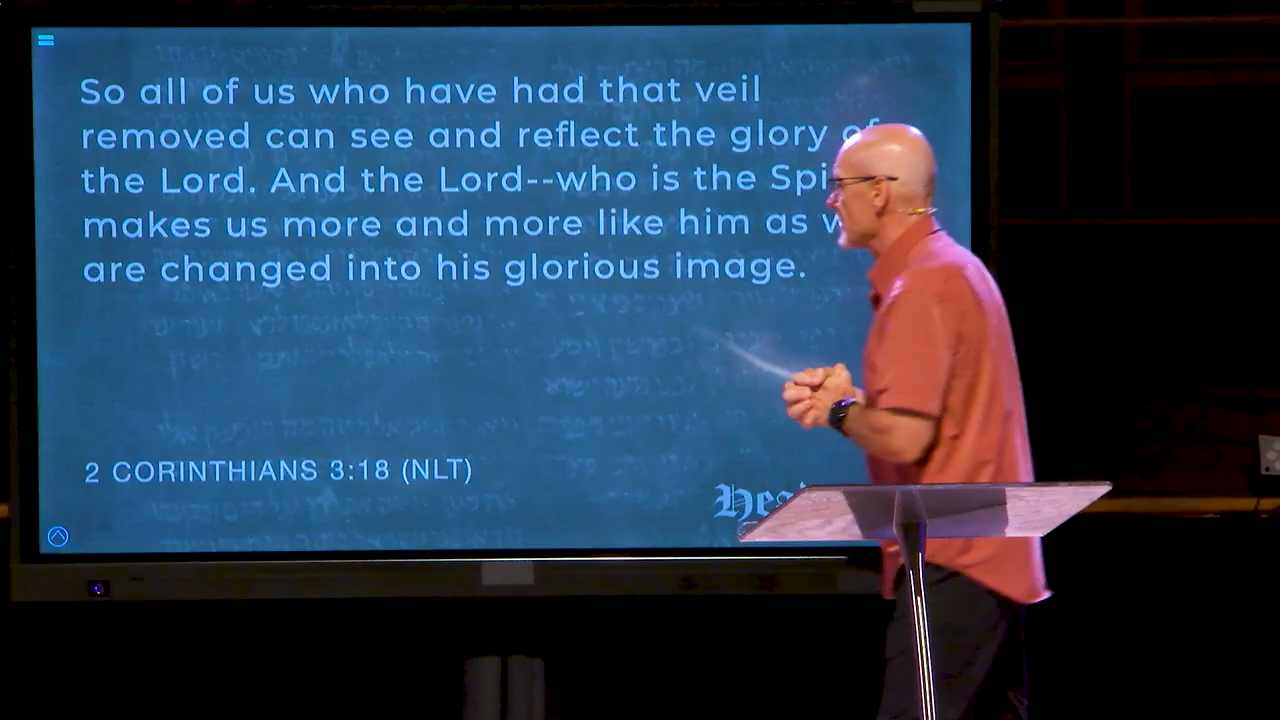 So all of us who have had that veil
removed can see and reflect the glory of
the Lord. And the Lord--who is the Spi
makes us more and more like him as w
are changed into his glorious image.
2 CORINTHIANS 3:18 (NLT)